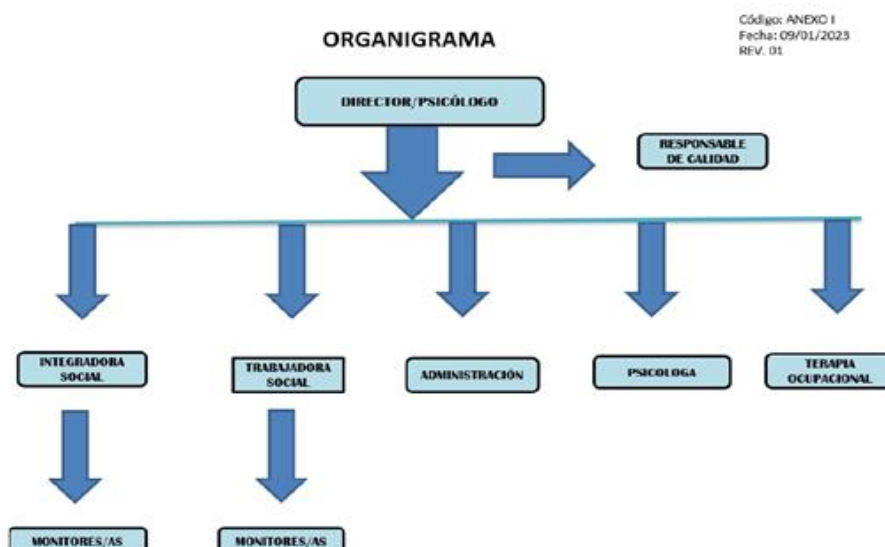 Código: ANEXO I
Fecha: 09/01/2023
REV. 01
ORGANIGRAMA
DIRECTOR/PSICÓLOGO
RESPONSABLE
DE CALIDAD
INTEGRADORA
SOCIAL
TRABAJADORA
SOCIAL
ADMINISTRACIÓN
PSICOLOGA
TERAPIA
OCUPACIONAL
MONITORES/AS
MONITORES/AS